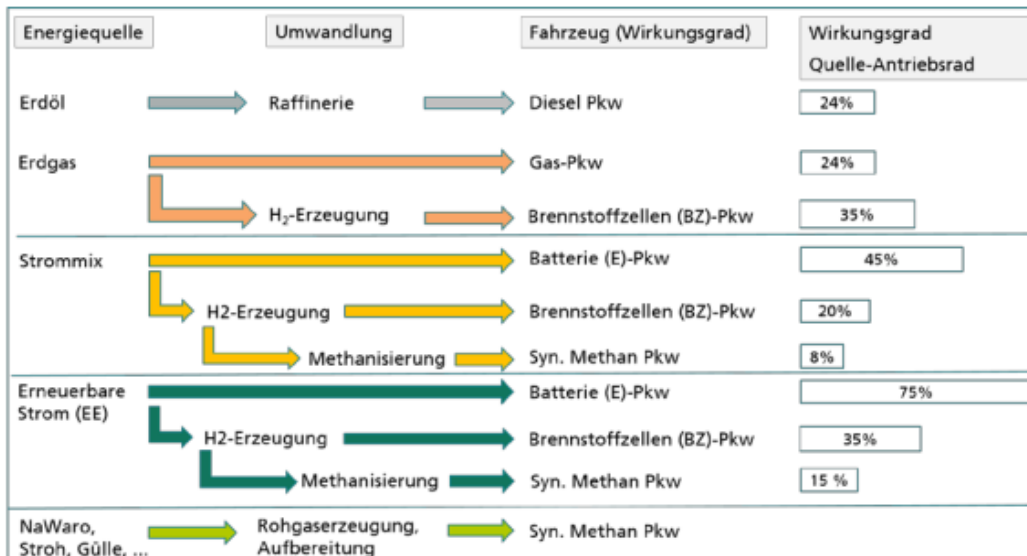 Energiequelle Umwandlung Fahrzeug (Wirkungsgrad) Wirkungsgrad
Quelle-Antriebsrad
Erdöl Raffinerie Diesel Pkw 24%
Erdgas Gas-Pkw 24%
H₂-Erzeugung Brennstoffzellen (BZ)-Pkw 35%
Strommix Batterie (E)-Pkw 45%
H2-Erzeugung Brennstoffzellen (BZ)-Pkw 20%
Methanisierung Syn. Methan Pkw 8%
Erneuerbare Batterie (E)-Pkw 75%
Strom (EE)
H2-Erzeugung Brennstoffzellen (BZ)-Pkw 35%
Methanisierung Syn. Methan Pkw 15 %
NaWaro, Rohgaserzeugung, Syn. Methan Pkw
Stroh, Gülle, ... Aufbereitung